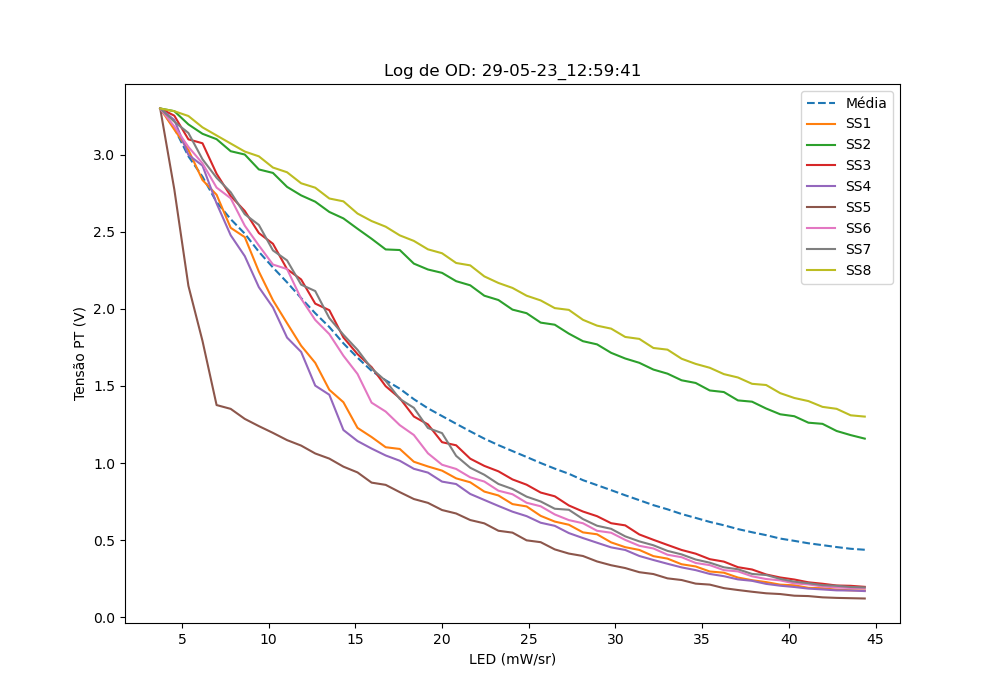 Log de OD: 29-05-23_12:59:41
Média
SS1
SS2
SS3
SS4
SS5
SS6
SS7
SS8
Tensão PT (V)
3.0
2.5
2.0
1.5
1.0
0.5
0.0
5 10 15 20 25 30 35 40 45
LED (mW/sr)